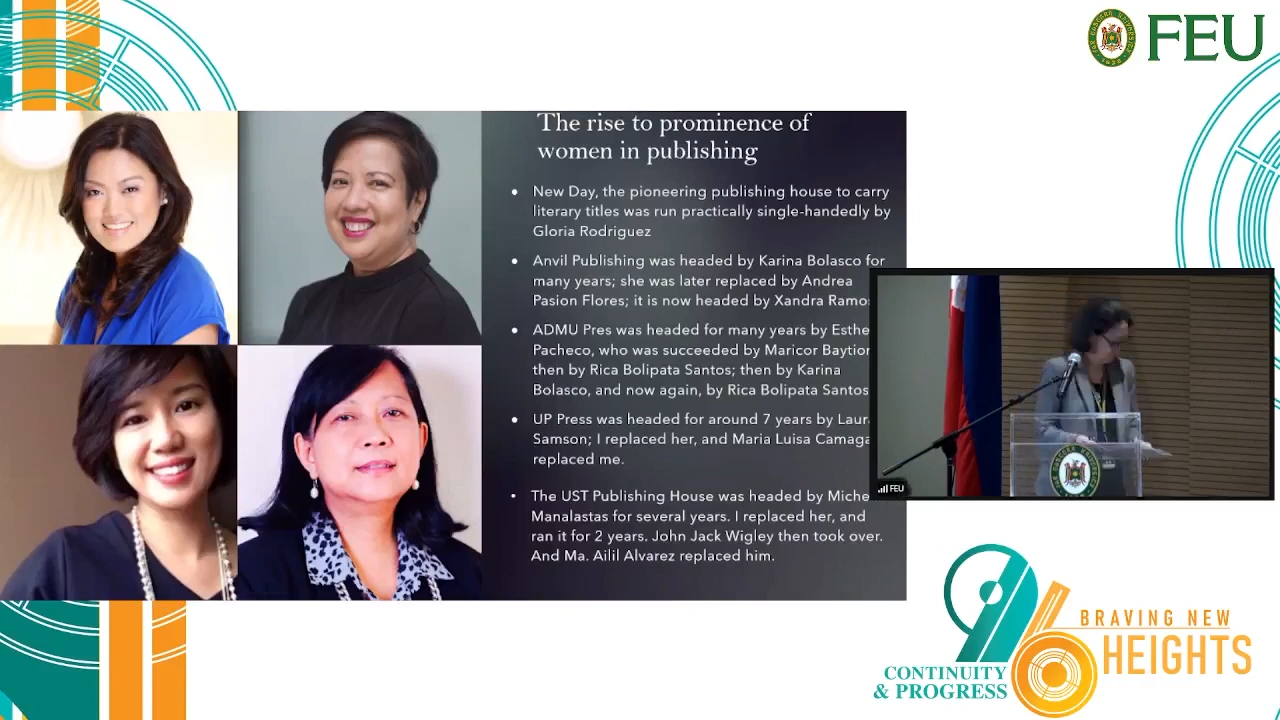 FEU
The rise to prominence of
women in publishing
• New Day, the pioneering publishing house to carry
literary titles was run practically single-handedly by
Gloria Rodriguez
• Anvil Publishing was headed by Karina Bolasco for
many years; she was later replaced by Andrea
Pasion Flores; it is now headed by Xandra Ramos
• ADMU Pres was headed for many years by Esthe
Pacheco, who was succeeded by Maricor Baytion
then by Rica Bolipata Santos; then by Karina
Bolasco, and now again, by Rica Bolipata Santos
• UP Press was headed for around 7 years by Laur
Samson; I replaced her, and Maria Luisa Camaga
replaced me.
• The UST Publishing House was headed by Miche
Manalastas for several years. I replaced her, and
ran it for 2 years. John Jack Wigley then took over.
And Ma. Ailil Alvarez replaced him.
FEU
96
BRAVING NEW
HEIGHTS
CONTINUITY
& PROGRESS